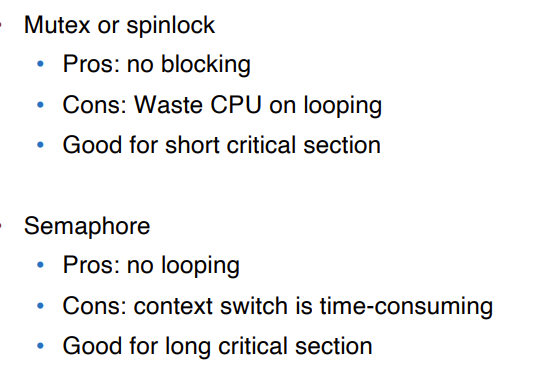 • Mutex or spinlock
• Pros: no blocking
• Cons: Waste CPU on looping
• Good for short critical section
• Semaphore
• Pros: no looping
• Cons: context switch is time-consuming
• Good for long critical section